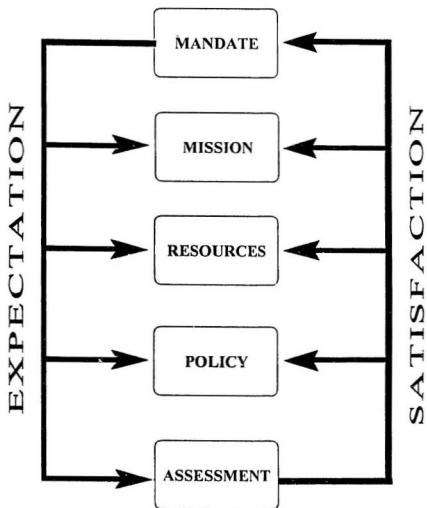 EXPECTATION
MANDATE
MISSION
RESOURCES
POLICY
ASSESSMENT
SATISFACTION